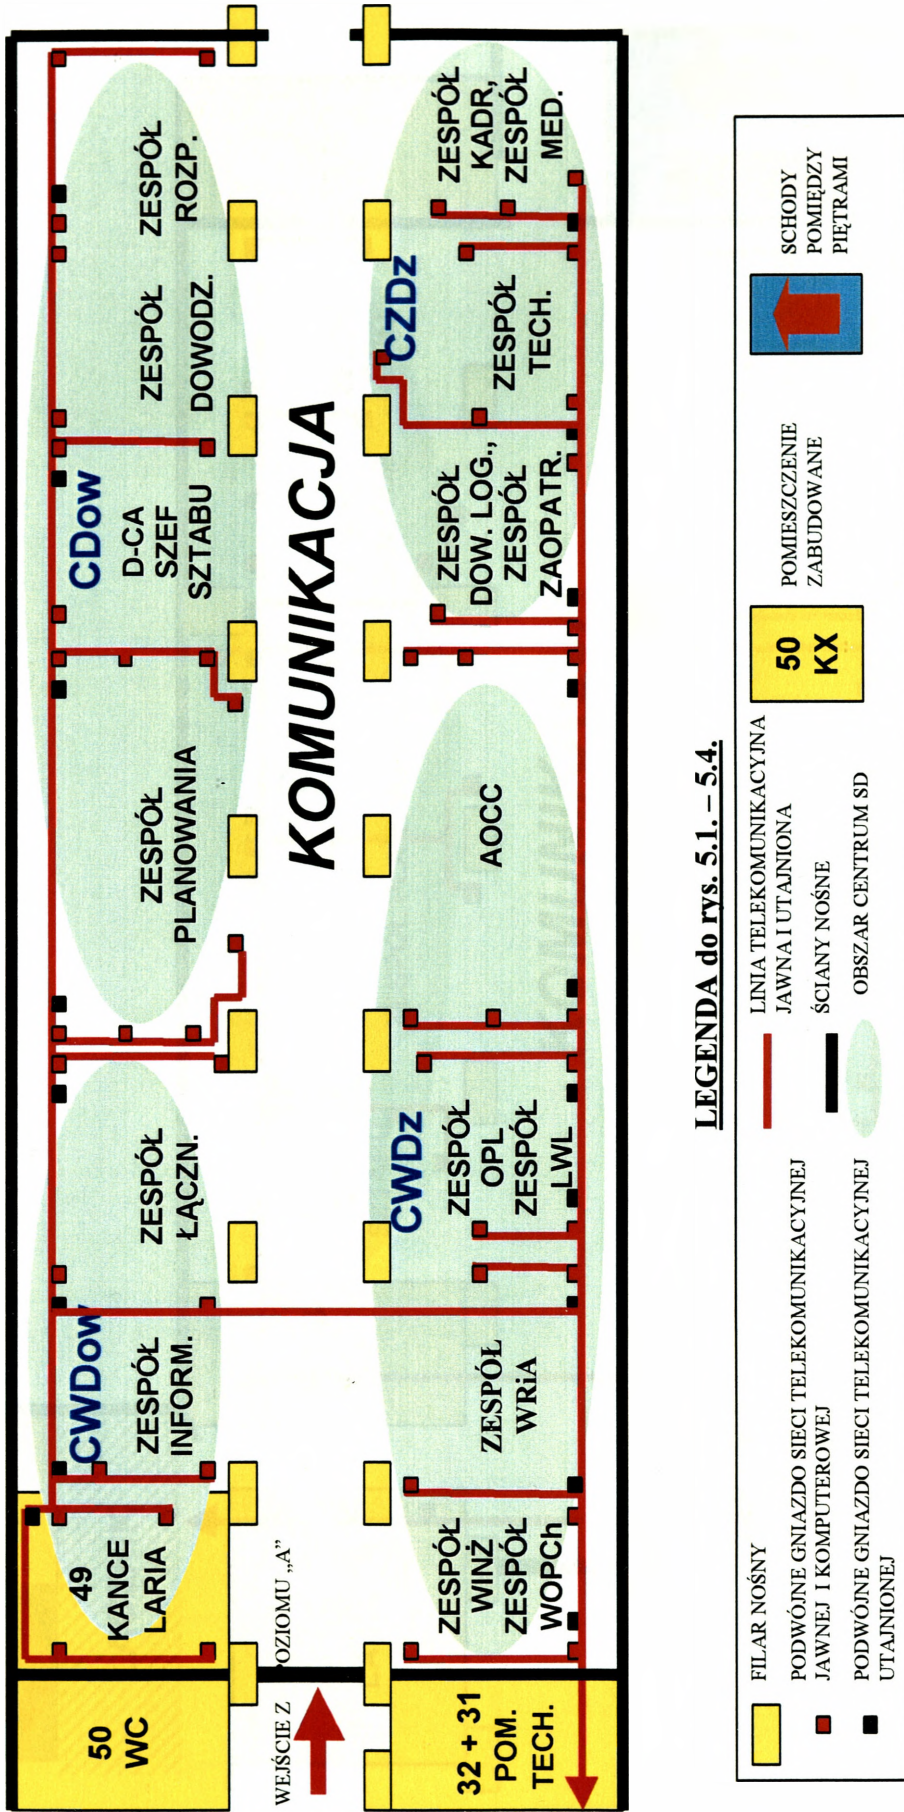 50
WC
49
KANCE
LARIA
CWDow
ZESPÓŁ
INFORM.
ZESPÓŁ
ŁĄCZN.
ZESPÓŁ
PLANOWANIA
CDow
D-CA
SZEF
SZTABU
ZESPÓŁ
DOWODZ.
ZESPÓŁ
ROZP.
WEJŚCIE Z POZIOMU „A”
KOMUNIKACJA
32 + 31
POM.
TECH.
ZESPÓŁ
WINŻ
ZESPÓŁ
WOPCh
ZESPÓŁ
WRiA
CWDz
ZESPÓŁ
OPL
ZESPÓŁ
LWL
AOCC
ZESPÓŁ
DOW. LOG.,
ZESPÓŁ
ZAOPATR.
CZDz
ZESPÓŁ
TECH.
ZESPÓŁ
KADR,
ZESPÓŁ
MED.
LEGENDA do rys. 5.1. – 5.4.
FILAR NOŚNY
PODWÓJNE GNIAZDO SIECI TELEKOMUNIKACYJNEJ
JAWNEJ I KOMPUTEROWEJ
PODWÓJNE GNIAZDO SIECI TELEKOMUNIKACYJNEJ
UTAJNIONEJ
LINIA TELEKOMUNIKACYJNA
JAWNA I UTAJNIONA
ŚCIANY NOŚNE
OBSZAR CENTRUM SD
50
KX
POMIESZCZENIE
ZABUDOWANE
SCHODY
POMIĘDZY
PIĘTRAMI